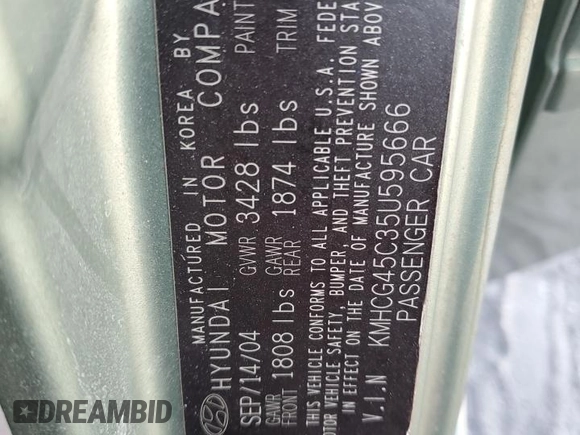 MANUFACTURED IN KOREA BY
HYUNDAI MOTOR COMPA
SEP/14/04 GVWR 3428 lbs PAINT
GAWR FRONT 1808 lbs GAWR REAR 1874 lbs TRIM
THIS VEHICLE CONFORMS TO ALL APPLICABLE U.S.A. FEDE
OTOR VEHICLE SAFETY, BUMPER, AND THEFT PREVENTION STA
IN EFFECT ON THE DATE OF MANUFACTURE SHOWN ABOV
V.I.N KMHCG45C35U595666
PASSENGER CAR
DREAMBID